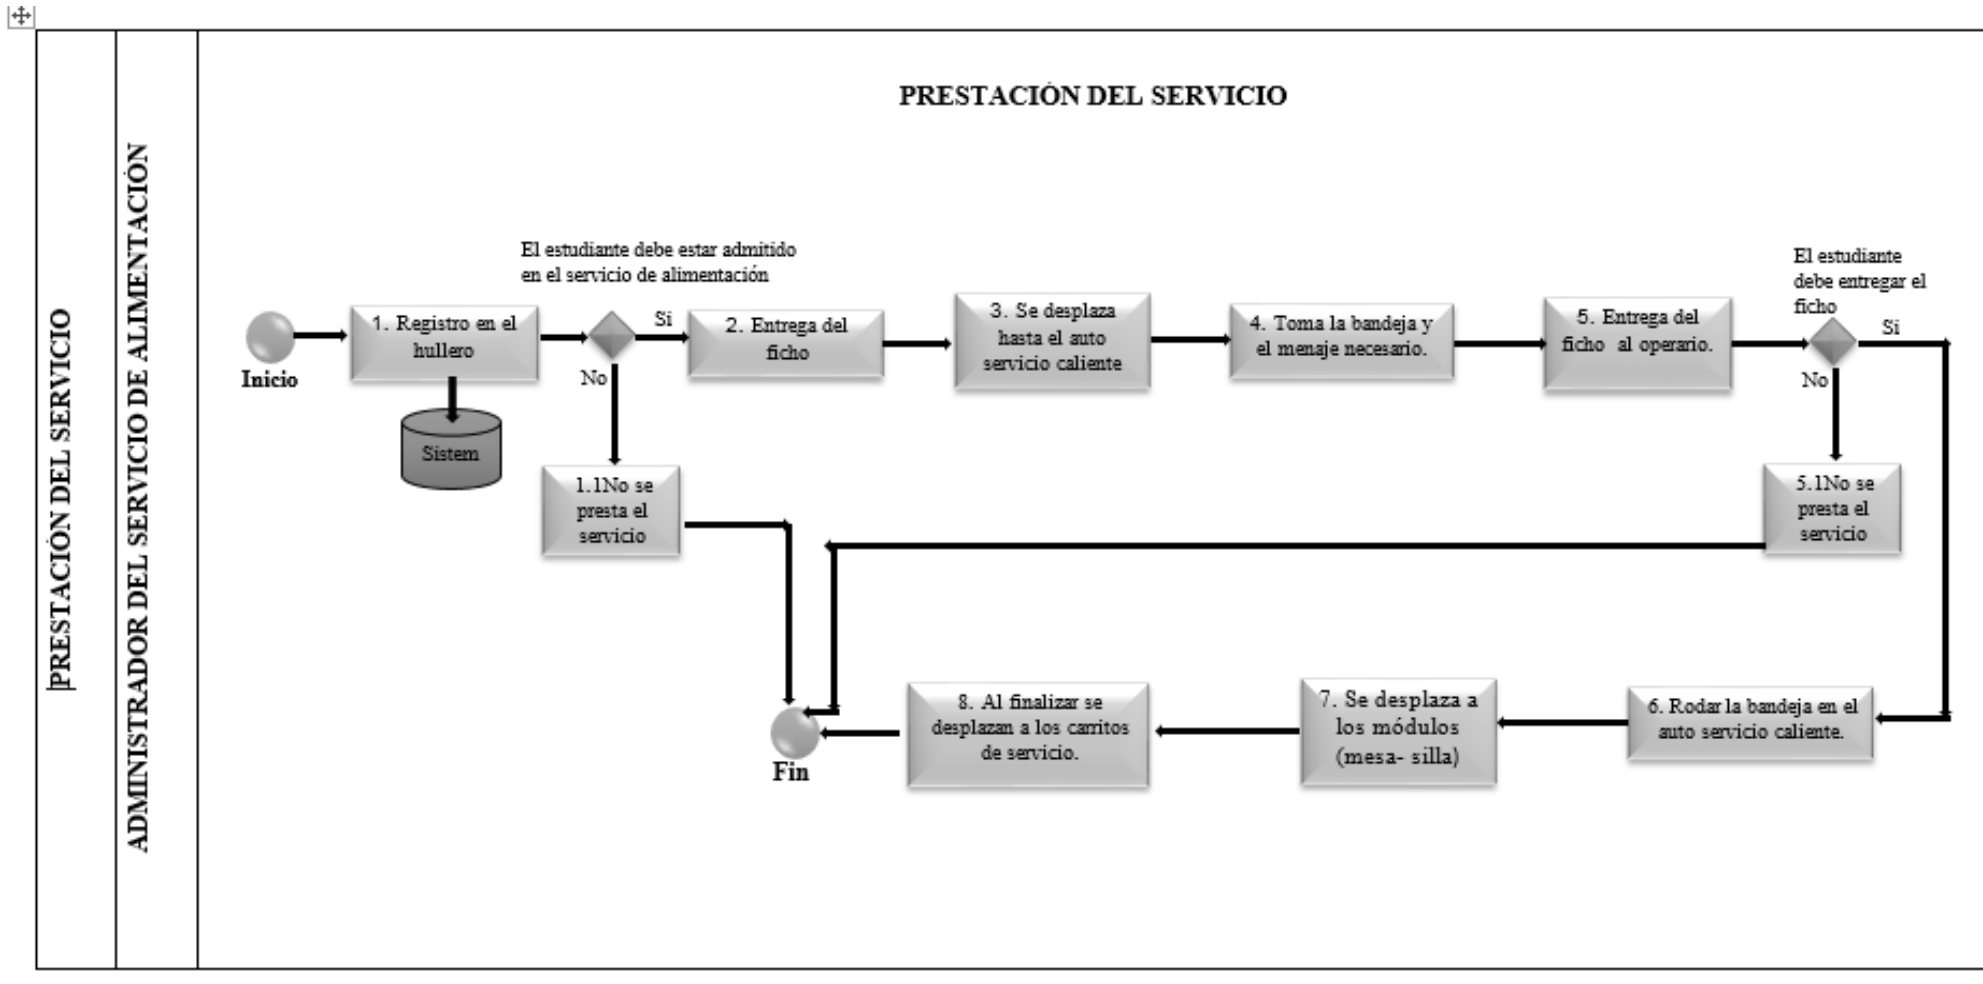 PRESTACIÓN DEL SERVICIO
PRESTACIÓN DEL SERVICIO
ADMINISTRADOR DEL SERVICIO DE ALIMENTACIÓN
Inicio
1. Registro en el
hullero
Sistem
El estudiante debe estar admitido
en el servicio de alimentación
Si
No
1.1No se
presta el
servicio
2. Entrega del
ficho
3. Se desplaza
hasta el auto
servicio caliente
4. Toma la bandeja y
el menaje necesario.
5. Entrega del
ficho al operario.
El estudiante
debe entregar el
ficho
Si
No
5.1No se
presta el
servicio
6. Rodar la bandeja en el
auto servicio caliente.
7. Se desplaza a
los módulos
(mesa- silla)
8. Al finalizar se
desplazan a los carritos
de servicio.
Fin